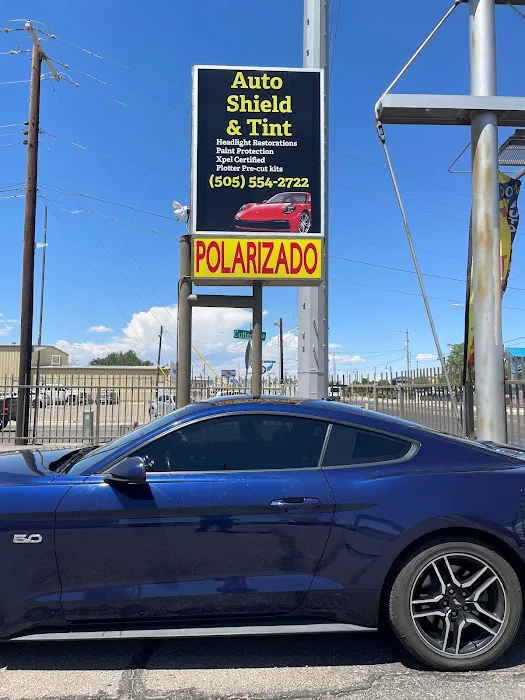 Auto
Shield
& Tint
Headlight Restorations
Paint Protection
Xpel Certified
Plotter Pre-cut kits
(505) 554-2722
POLARIZADO
5.0